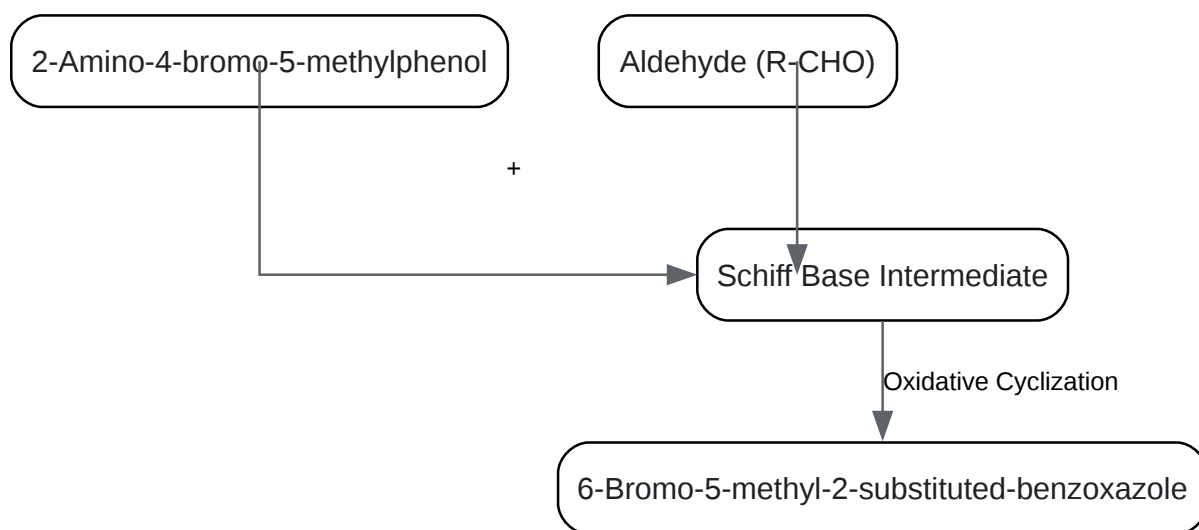 2-Amino-4-bromo-5-methylphenol
Aldehyde (R-CHO)
+
Schiff Base Intermediate
Oxidative Cyclization
6-Bromo-5-methyl-2-substituted-benzoxazole